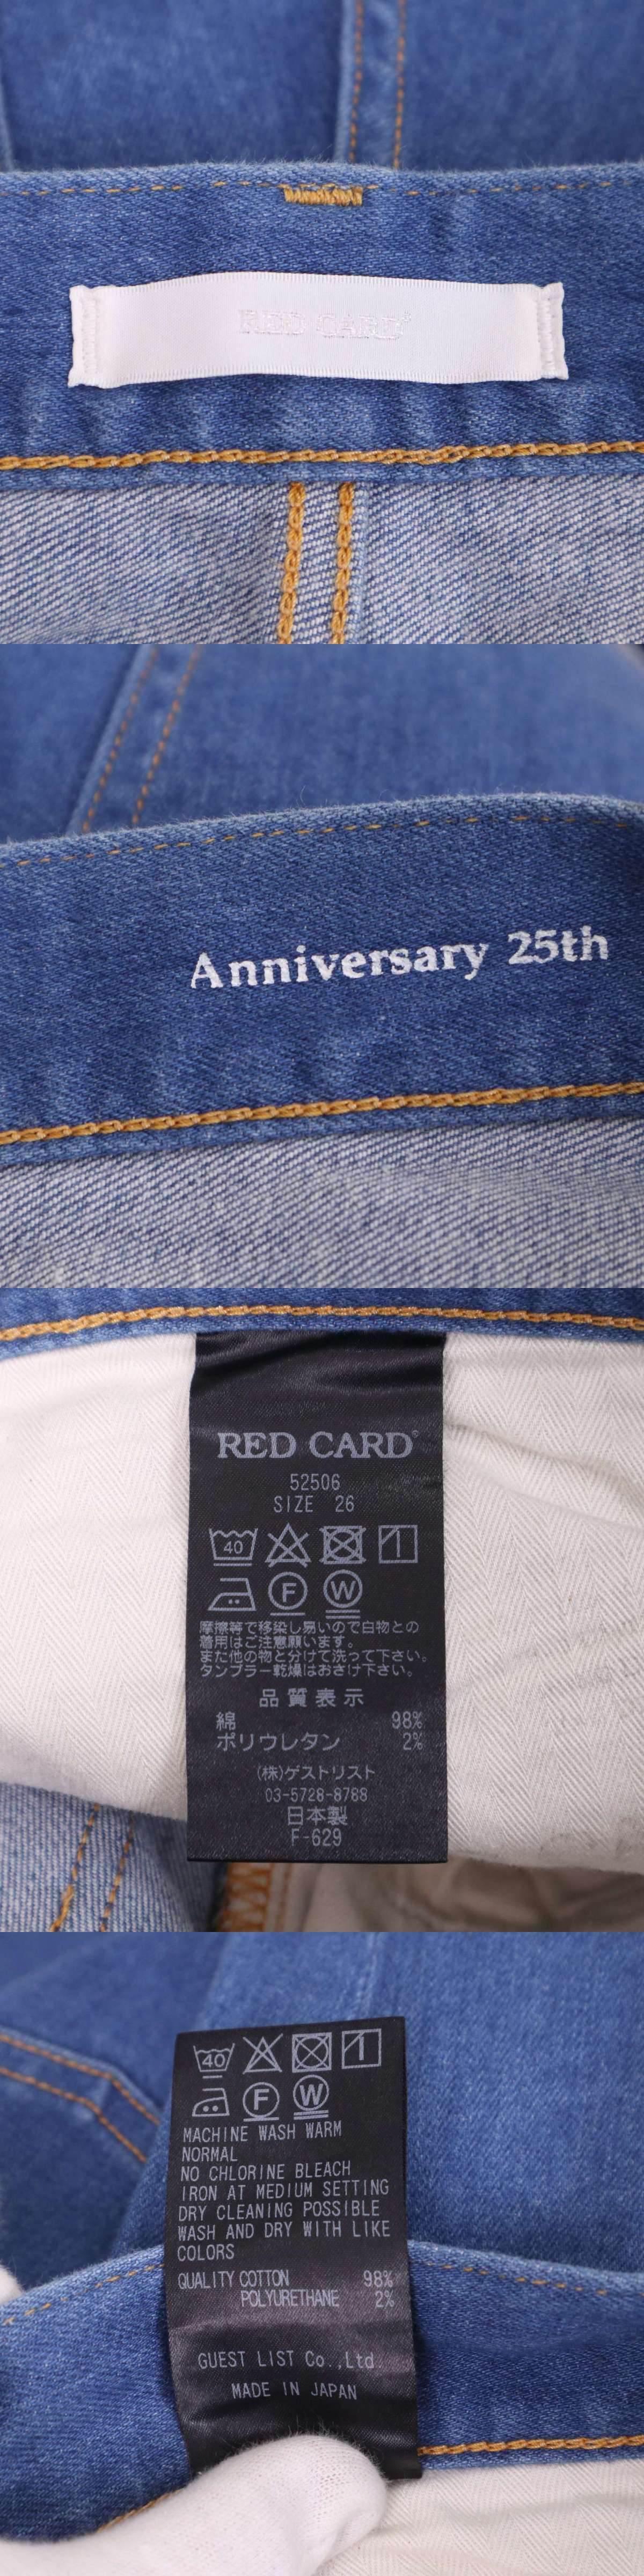 RED CARD®
Anniversary 25th
RED CARD®
52506
SIZE 26
40
F W
摩擦等で移染し易いので白物との
着用はご注意願います。
また他の物と分けて洗って下さい。
タンブラー乾燥はおさけ下さい。
品質表示
綿 98%
ポリウレタン 2%
(株)ゲストリスト
03-5728-8788
日本製
F-629
40
F W
MACHINE WASH WARM
NORMAL
NO CHLORINE BLEACH
IRON AT MEDIUM SETTING
DRY CLEANING POSSIBLE
WASH AND DRY WITH LIKE
COLORS
QUALITY COTTON 98%
POLYURETHANE 2%
GUEST LIST Co.,Ltd.
MADE IN JAPAN